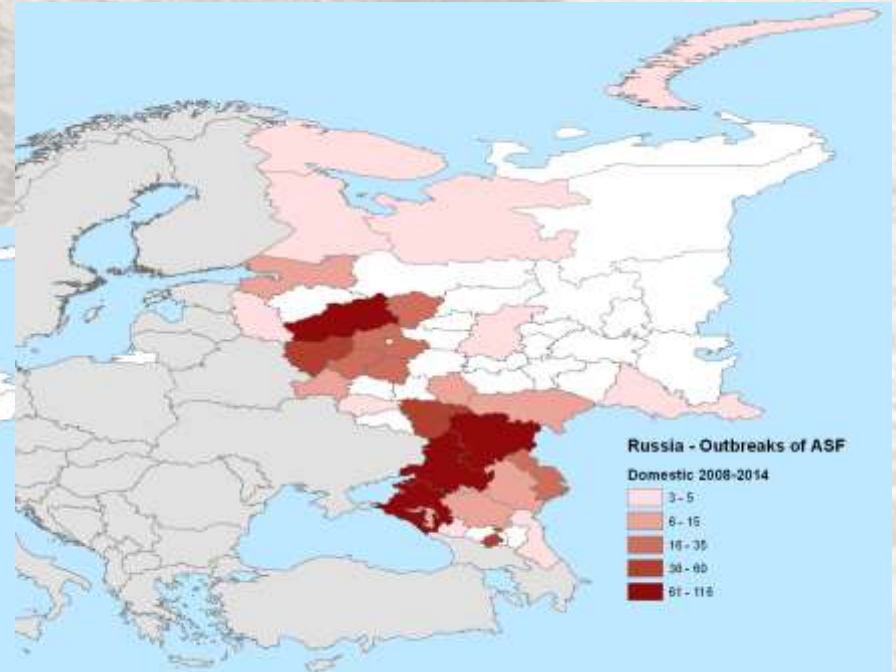 Russia - Outbreaks of ASF
Domestic 2008-2014
3 - 5
6 - 15
16 - 35
36 - 60
61 - 116